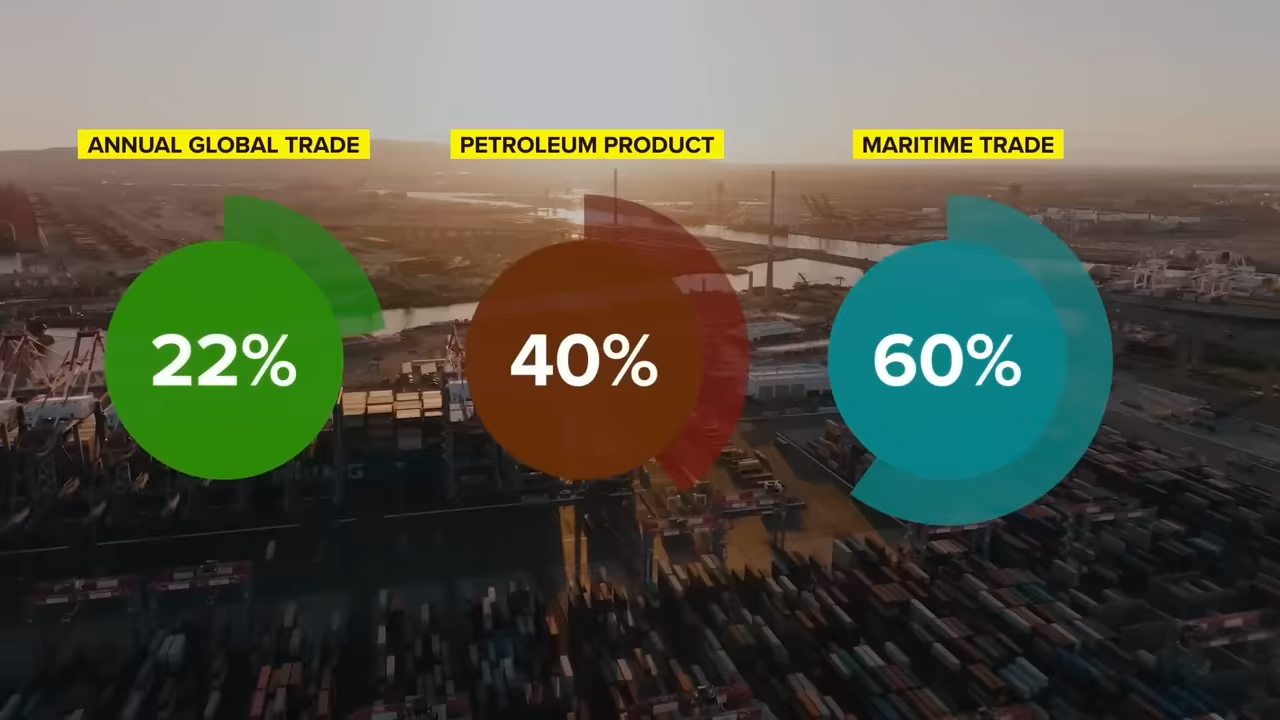 ANNUAL GLOBAL TRADE
PETROLEUM PRODUCT
MARITIME TRADE
22%
40%
60%